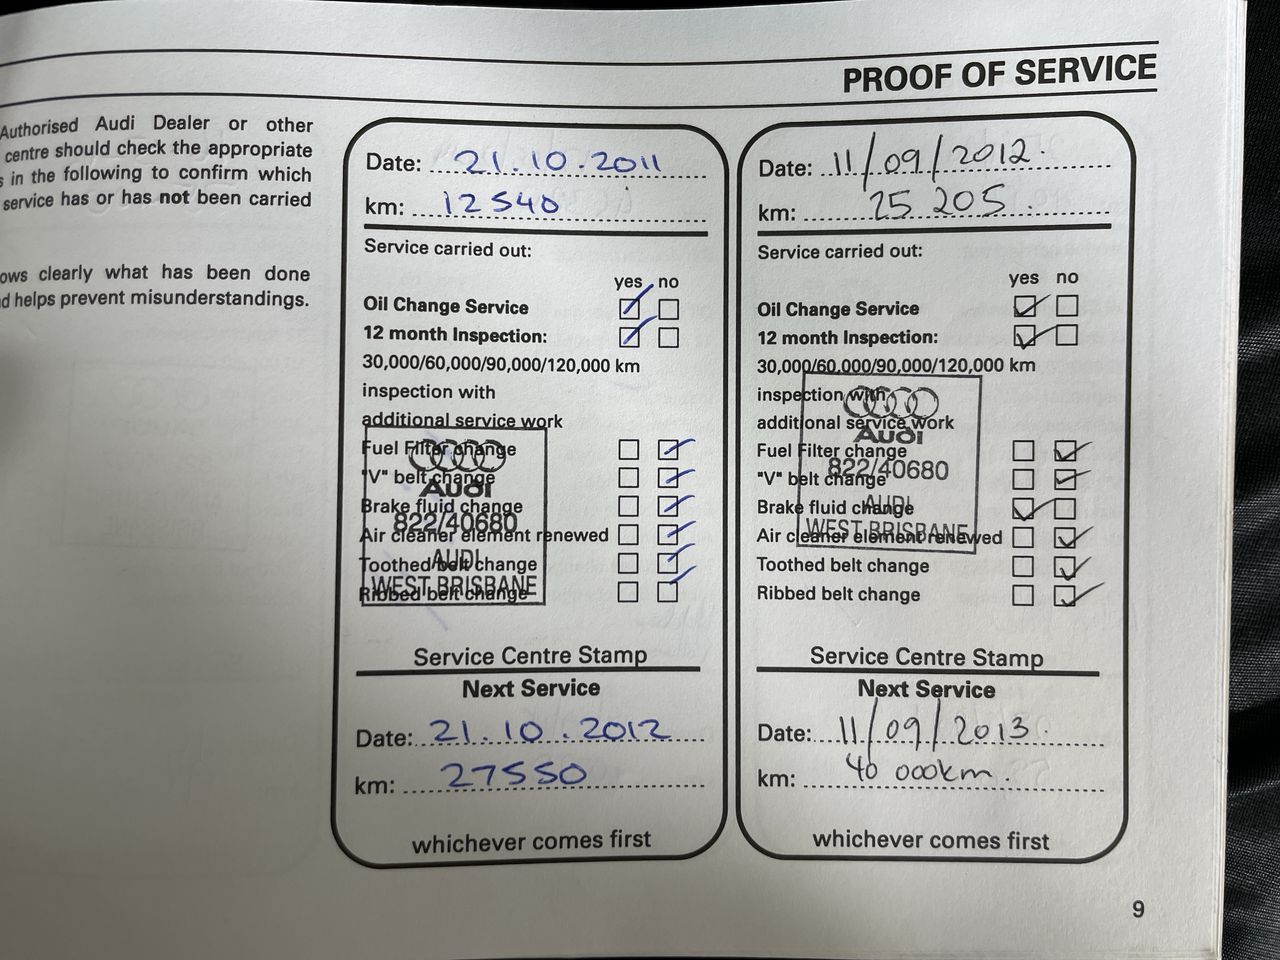 PROOF OF SERVICE
Authorised Audi Dealer or other
centre should check the appropriate
s in the following to confirm which
service has or has not been carried
ows clearly what has been done
d helps prevent misunderstandings.
Date: 21.10.2011
km: 12540
Service carried out:
yes no
Oil Change Service
12 month Inspection:
30,000/60,000/90,000/120,000 km
inspection with
additional service work
Fuel Filter change
"V" belt change
Brake fluid change
Air cleaner element renewed
Toothed belt change
Ribbed belt change
Audi
822/40680
AUDI
WEST BRISBANE
Service Centre Stamp
Next Service
Date: 21.10.2012
km: 27550
whichever comes first
Date: 11/09/2012.
km: 25 205
Service carried out:
yes no
Oil Change Service
12 month Inspection:
30,000/60,000/90,000/120,000 km
inspection with
additional service work
Fuel Filter change
"V" belt change
Brake fluid change
Air cleaner element renewed
Toothed belt change
Ribbed belt change
Audi
822/40680
AUDI
WEST BRISBANE
Service Centre Stamp
Next Service
Date: 11/09/2013.
km: 40 000km.
whichever comes first
9